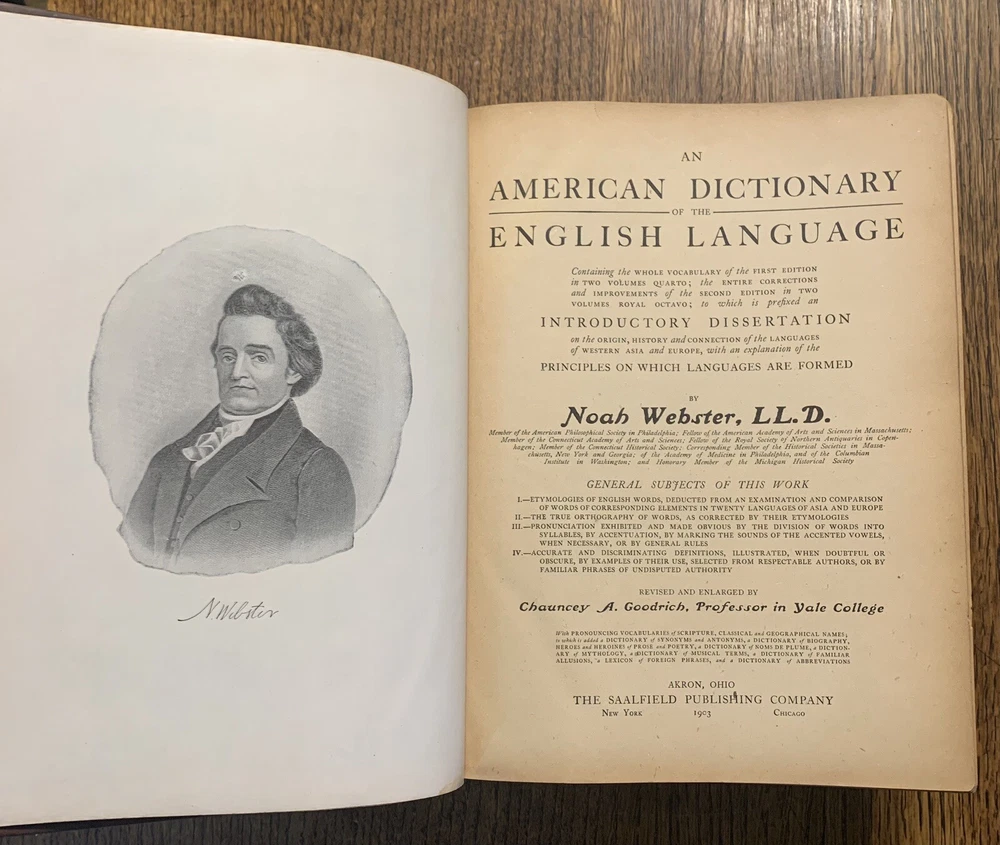 N Webster
AN
AMERICAN DICTIONARY
OF THE
ENGLISH LANGUAGE
Containing the WHOLE VOCABULARY of the FIRST EDITION
in TWO VOLUMES QUARTO; the ENTIRE CORRECTIONS
and IMPROVEMENTS of the SECOND EDITION in TWO
VOLUMES ROYAL OCTAVO; to which is prefixed an
INTRODUCTORY DISSERTATION
on the ORIGIN, HISTORY and CONNECTION of the LANGUAGES
of WESTERN ASIA and EUROPE, with an explanation of the
PRINCIPLES ON WHICH LANGUAGES ARE FORMED
BY
Noah Webster, LL.D.
Member of the American Philosophical Society in Philadelphia; Fellow of the American Academy of Arts and Sciences in Massachusetts;
Member of the Connecticut Academy of Arts and Sciences; Fellow of the Royal Society of Northern Antiquaries in Copen-
hagen; Member of the Connecticut Historical Society; Corresponding Member of the Historical Societies in Massa-
chusetts, New York and Georgia; of the Academy of Medicine in Philadelphia, and of the Columbian
Institute in Washington; and Honorary Member of the Michigan Historical Society
GENERAL SUBJECTS OF THIS WORK
I.—ETYMOLOGIES OF ENGLISH WORDS, DEDUCTED FROM AN EXAMINATION AND COMPARISON
OF WORDS OF CORRESPONDING ELEMENTS IN TWENTY LANGUAGES OF ASIA AND EUROPE
II.—THE TRUE ORTHOGRAPHY OF WORDS, AS CORRECTED BY THEIR ETYMOLOGIES
III.—PRONUNCIATION EXHIBITED AND MADE OBVIOUS BY THE DIVISION OF WORDS INTO
SYLLABLES, BY ACCENTUATION, BY MARKING THE SOUNDS OF THE ACCENTED VOWELS,
WHEN NECESSARY, OR BY GENERAL RULES
IV.—ACCURATE AND DISCRIMINATING DEFINITIONS, ILLUSTRATED, WHEN DOUBTFUL OR
OBSCURE, BY EXAMPLES OF THEIR USE, SELECTED FROM RESPECTABLE AUTHORS, OR BY
FAMILIAR PHRASES OF UNDISPUTED AUTHORITY
REVISED AND ENLARGED BY
Chauncey A. Goodrich, Professor in Yale College
With PRONOUNCING VOCABULARIES of SCRIPTURE, CLASSICAL and GEOGRAPHICAL NAMES;
to which is added a DICTIONARY of SYNONYMS and ANTONYMS, a DICTIONARY of BIOGRAPHY,
HEROES and HEROINES of PROSE and POETRY, a DICTIONARY of NOMS DE PLUME, a DICTION-
ARY of MYTHOLOGY, a DICTIONARY of MUSICAL TERMS, a DICTIONARY of FAMILIAR
ALLUSIONS, a LEXICON of FOREIGN PHRASES, and a DICTIONARY of ABBREVIATIONS
AKRON, OHIO
THE SAALFIELD PUBLISHING COMPANY
NEW YORK 1903 CHICAGO